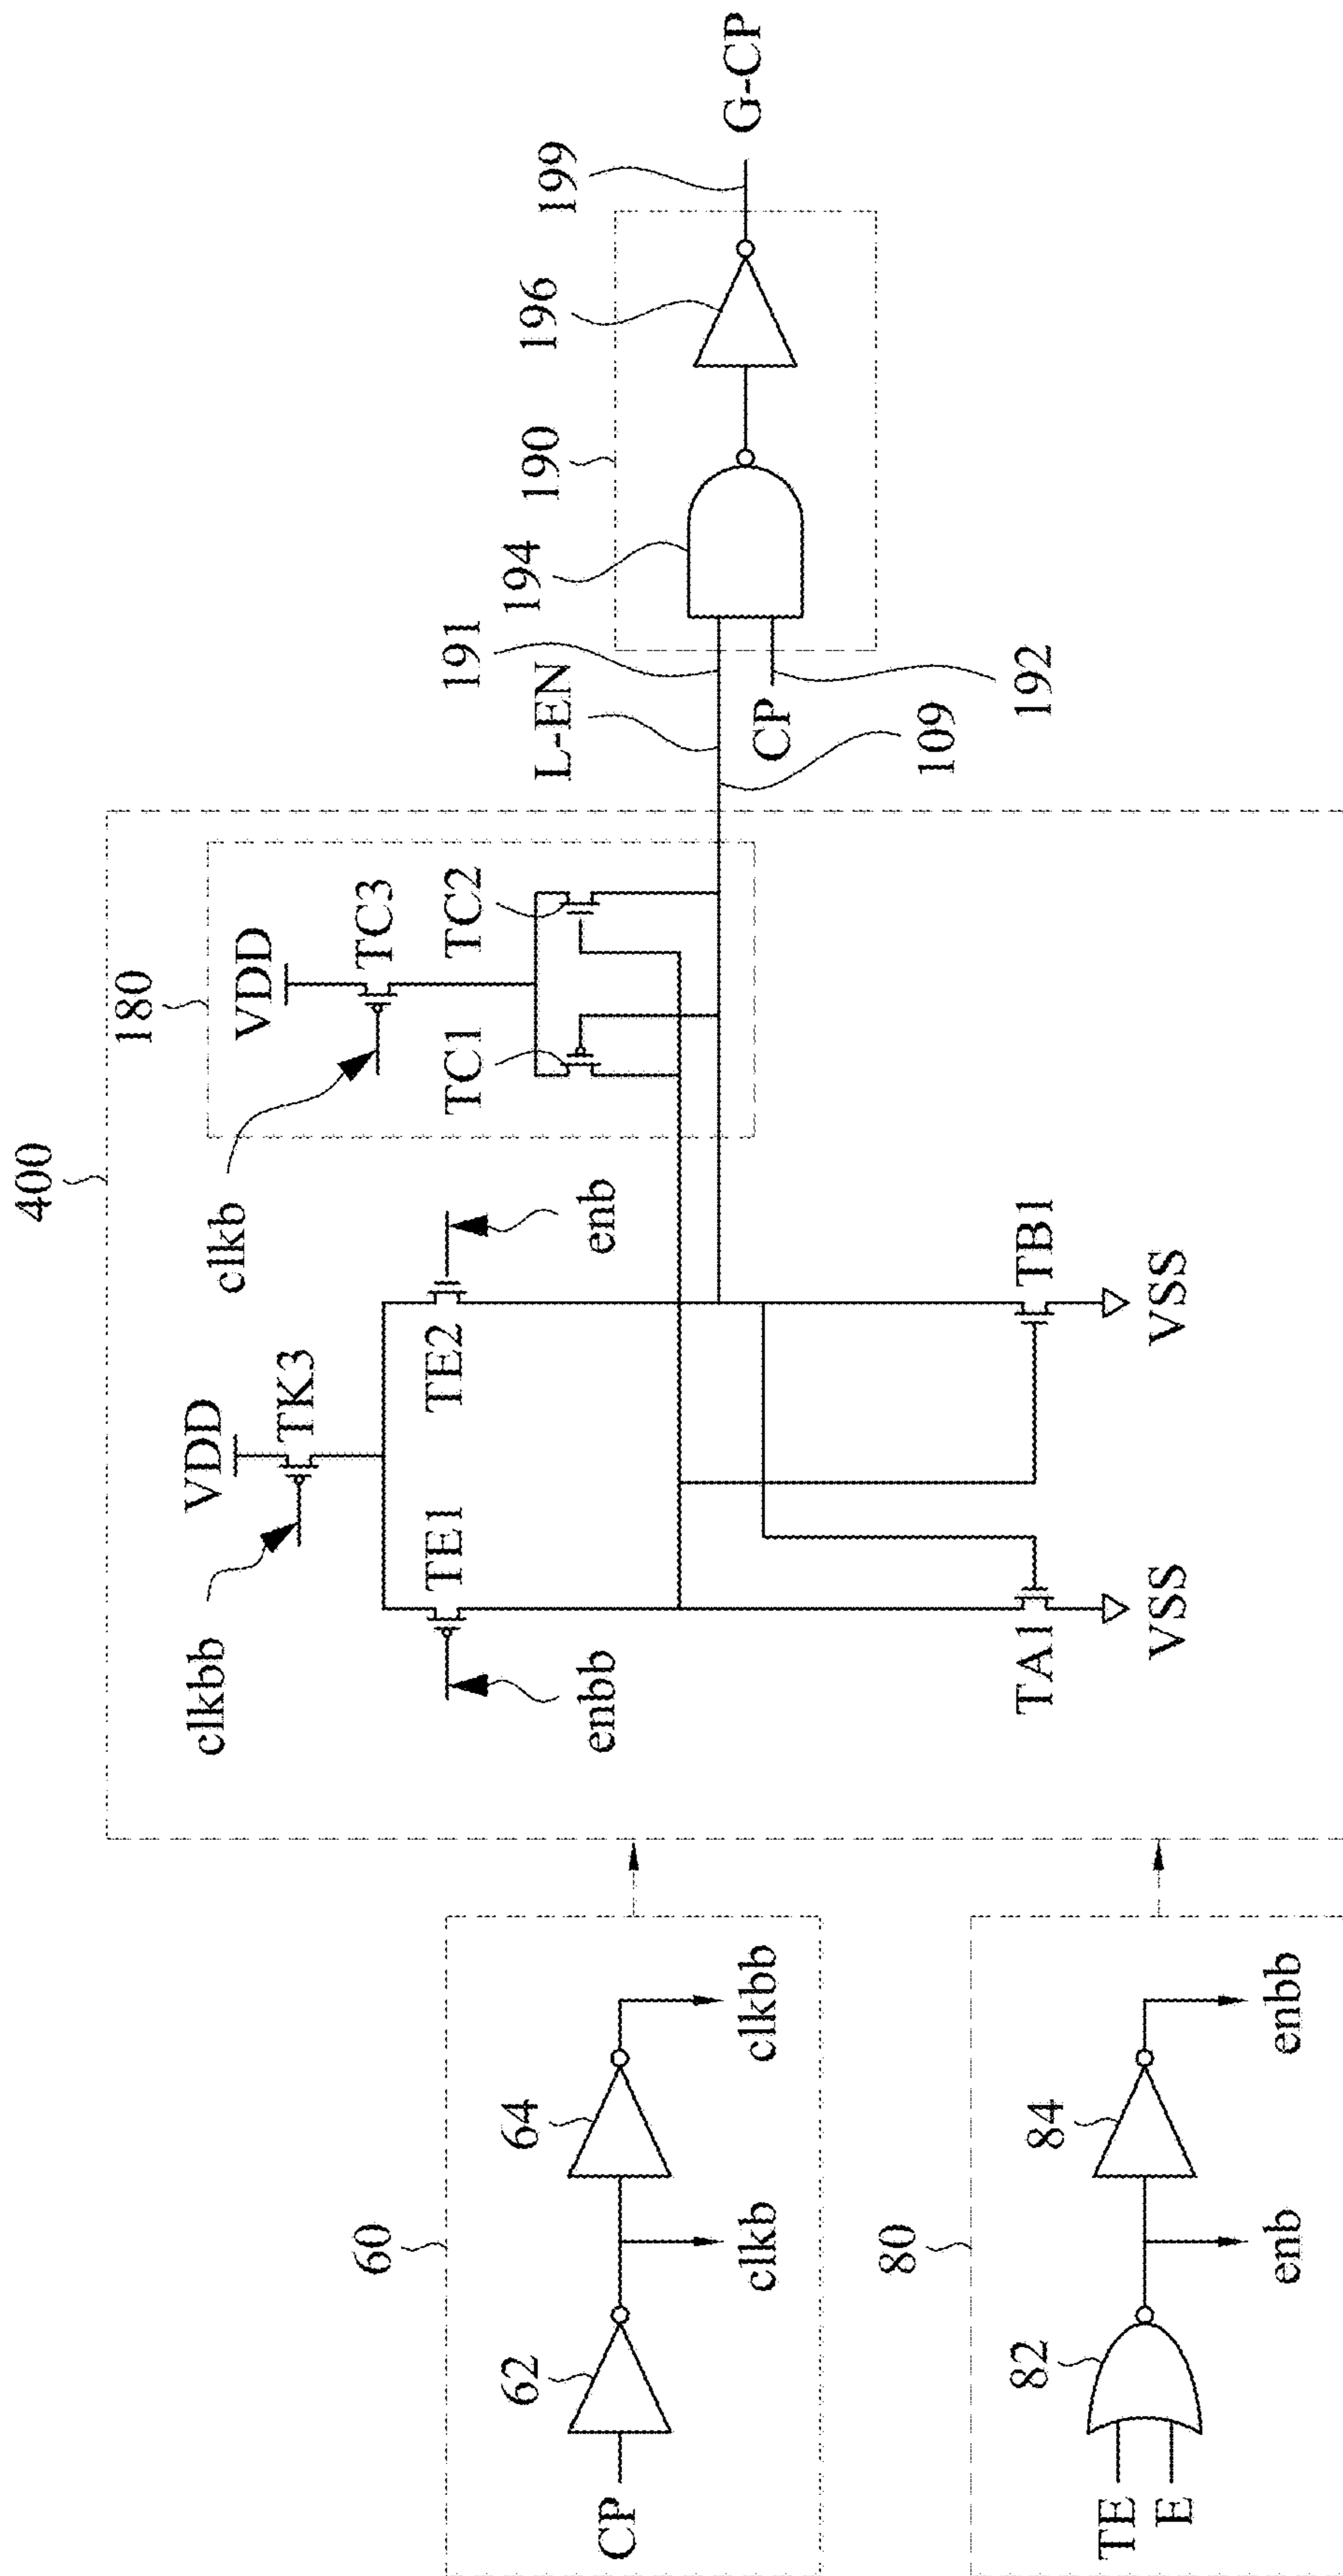 400
180
VDD
TC3
clkb
TC1
TC2
VDD
TK3
clkbb
TE1
TE2
enbb
enb
TA1
TB1
VSS
VSS
L-EN
191
CP
192
109
194
190
196
199
G-CP
60
CP
62
64
clkb
clkbb
80
TE
E
82
84
enb
enbb